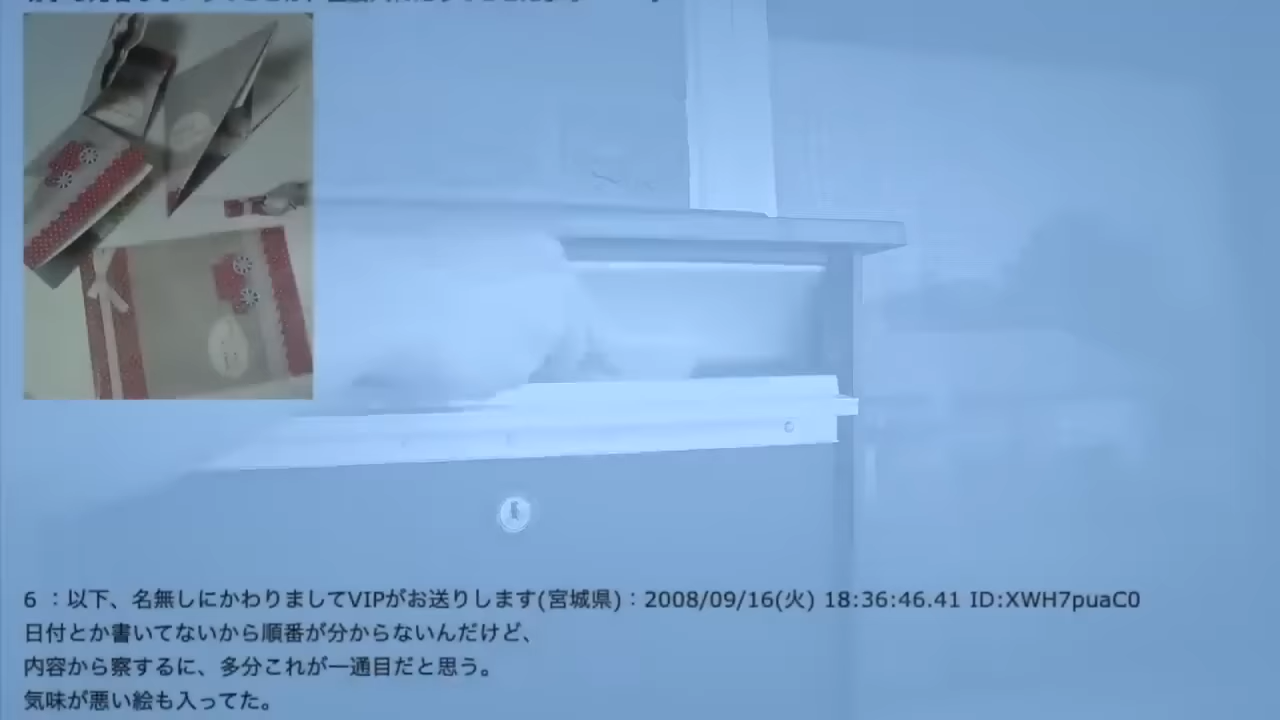 6 ：以下、名無しにかわりましてVIPがお送りします(宮城県)：2008/09/16(火) 18:36:46.41 ID:XWH7puaC0
日付とか書いてないから順番が分からないんだけど、
内容から察するに、多分これが一通目だと思う。
気味が悪い絵も入ってた。